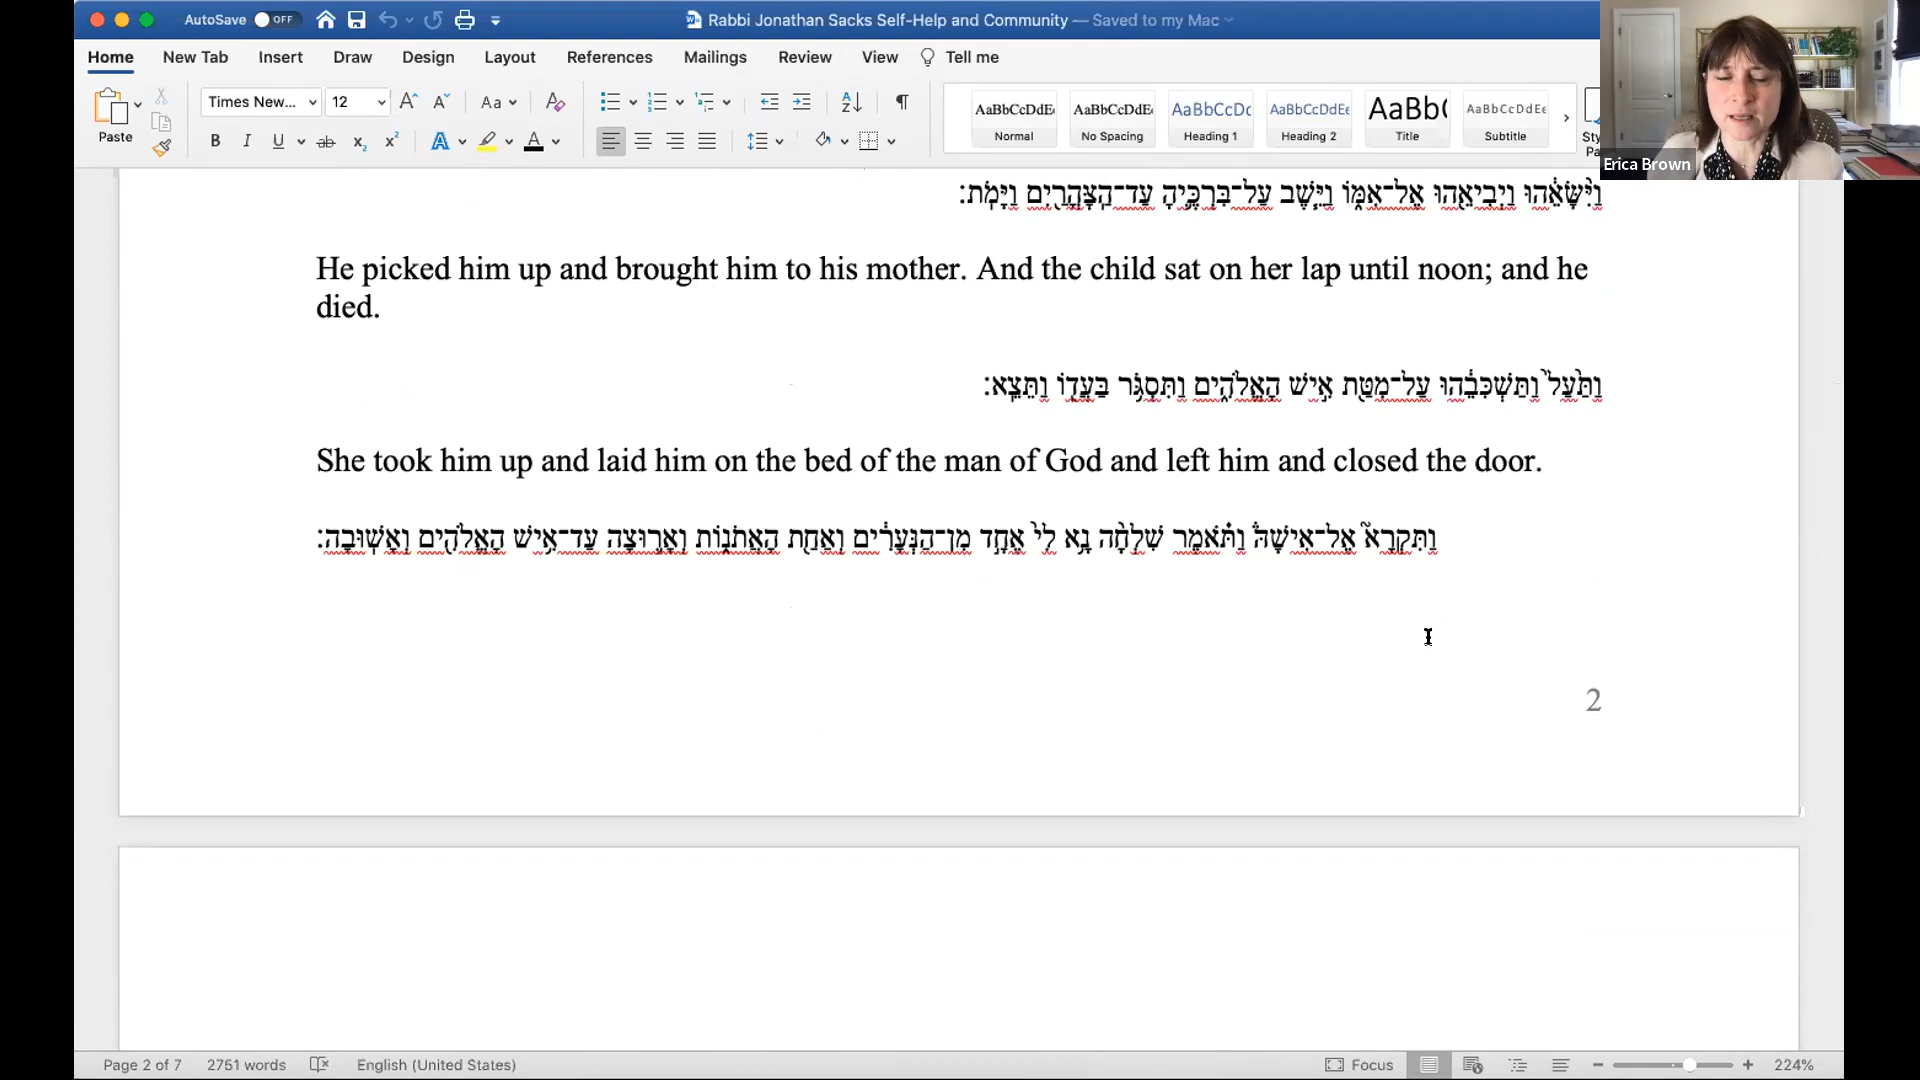 AutoSave OFF
Rabbi Jonathan Sacks Self-Help and Community — Saved to my Mac
Home New Tab Insert Draw Design Layout References Mailings Review View Tell me
Paste
Times New... 12
Aa
B I U ab x₂ x² A A
AaBbCcDdEe Normal
AaBbCcDdEe No Spacing
AaBbCcDc Heading 1
AaBbCcDdEe Heading 2
AaBb( Title
AaBbCcDdEe Subtitle
Erica Brown
וַיִּ֨שָּׂאֵ֔הוּ וַיְבִיאֵ֖הוּ אֶל־אִמּ֑וֹ וַיֵּ֧שֶׁב עַל־בִּרְכֶּ֛יהָ עַד־הַֽצָּהֳרַ֖יִם וַיָּמֹֽת׃
He picked him up and brought him to his mother. And the child sat on her lap until noon; and he
died.
וַתַּ֙עַל֙ וַתַּשְׁכִּבֵ֔הוּ עַל־מִטַּ֖ת אִ֣ישׁ הָאֱלֹהִ֑ים וַתִּסְגֹּ֥ר בַּעֲד֖וֹ וַתֵּצֵֽא׃
She took him up and laid him on the bed of the man of God and left him and closed the door.
וַתִּקְרָא֮ אֶל־אִישָׁהּ֒ וַתֹּ֗אמֶר שִׁלְחָ֨ה נָ֥א לִי֙ אֶחָ֣ד מִן־הַנְּעָרִ֔ים וְאַחַ֖ת הָאֲתֹנ֑וֹת וְאָר֛וּצָה עַד־אִ֥ישׁ הָאֱלֹהִ֖ים וְאָשֽׁוּבָה׃
2
Page 2 of 7 2751 words English (United States) Focus 224%